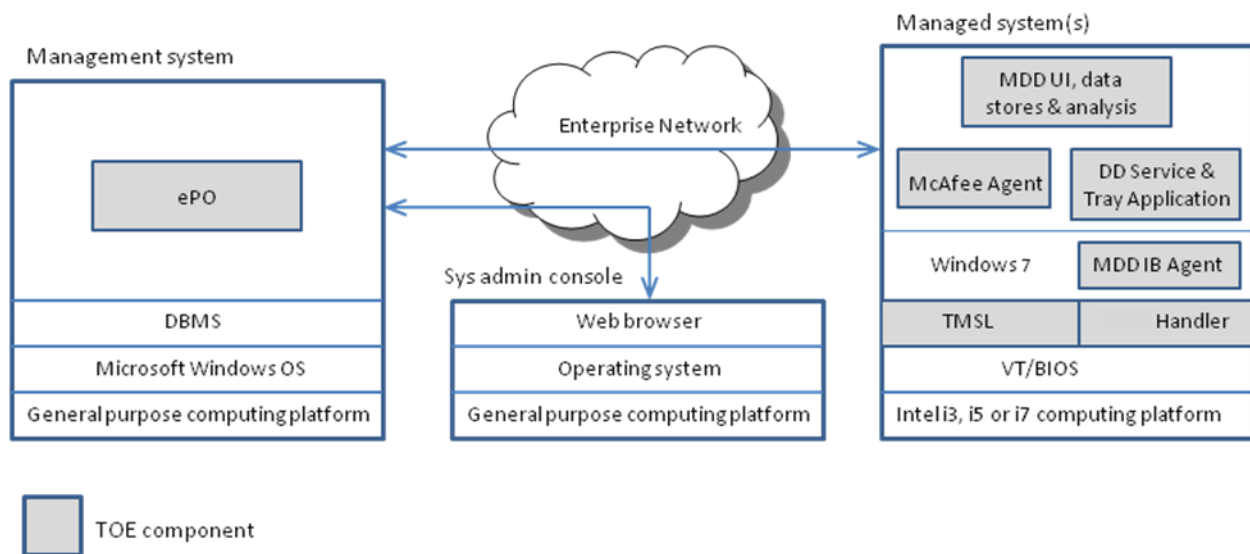 Management system
ePO
DBMS
Microsoft Windows OS
General purpose computing platform
Enterprise Network
Sys admin console
Web browser
Operating system
General purpose computing platform
Managed system(s)
MDD UI, data
stores & analysis
McAfee Agent
DD Service &
Tray Application
Windows 7
MDD IB Agent
TMSL
Handler
VT/BIOS
Intel i3, i5 or i7 computing platform
TOE component